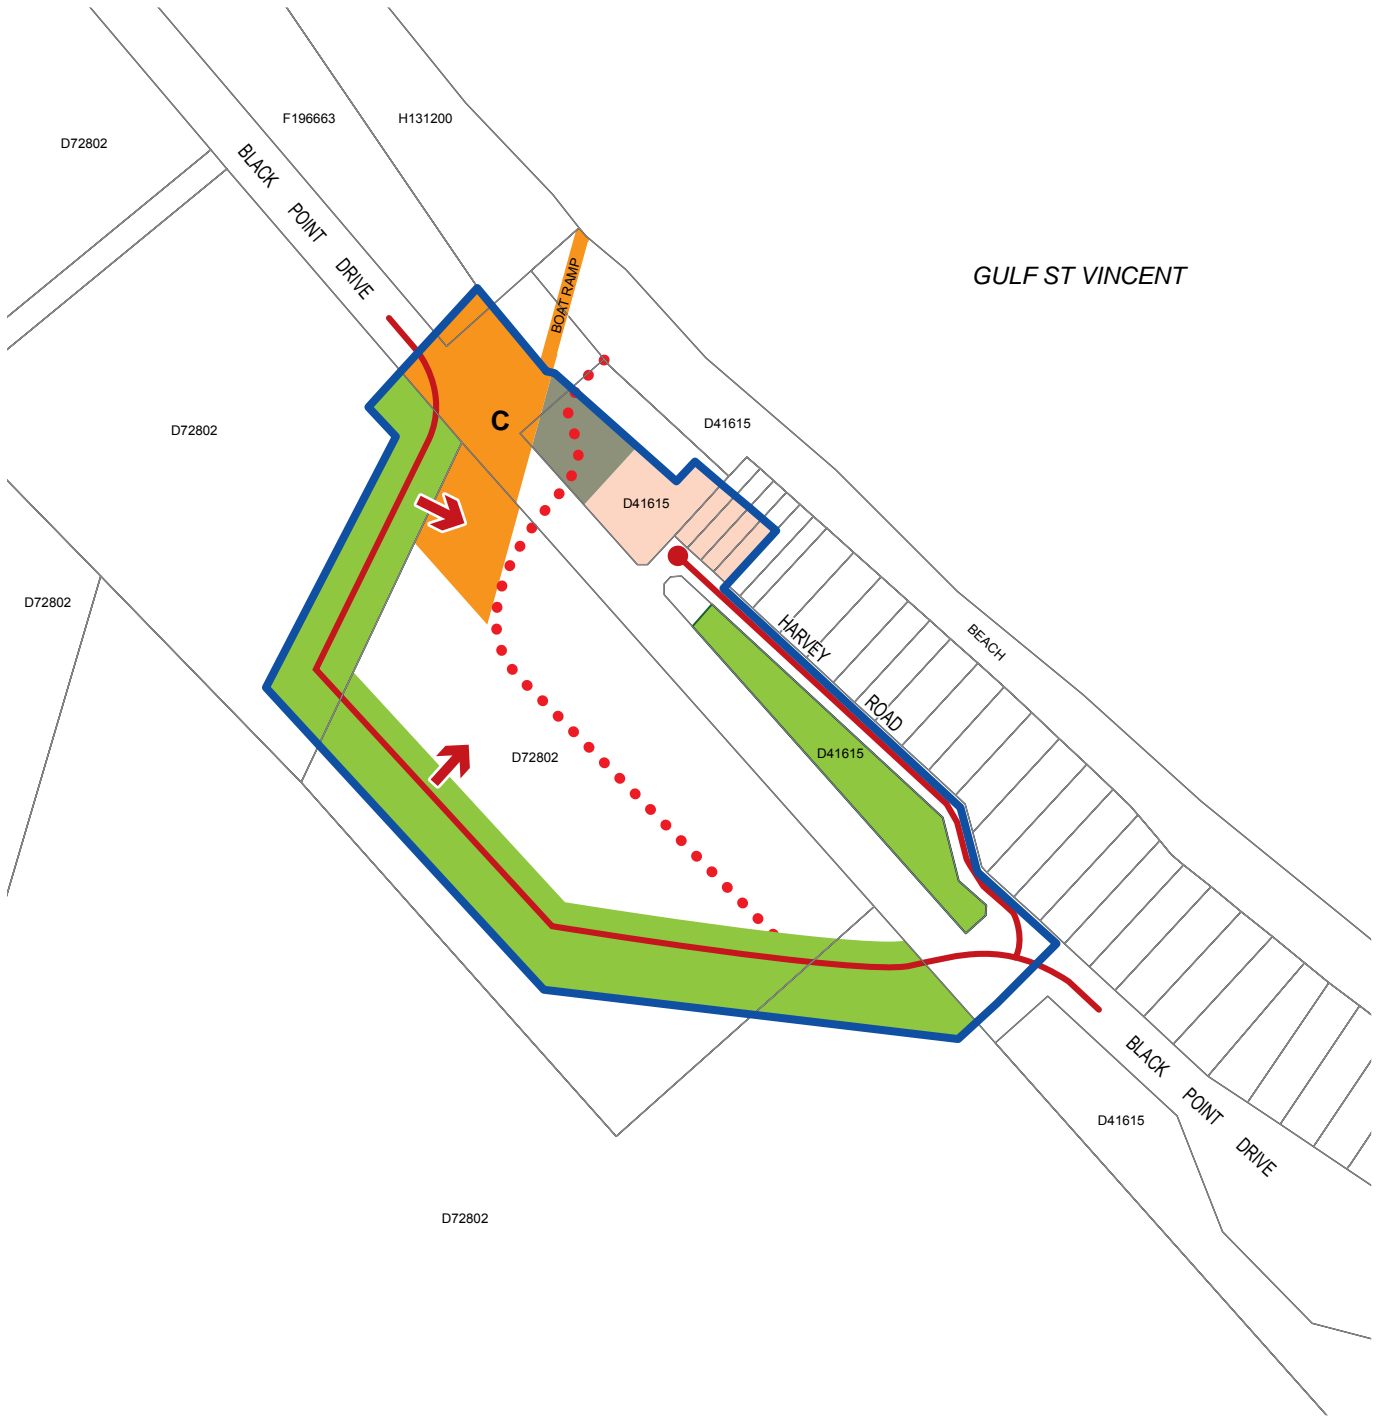 F196663
H131200
D72802
BLACK POINT DRIVE
GULF ST VINCENT
BOAT RAMP
C
D72802
D41615
D41615
D72802
HARVEY ROAD
BEACH
D41615
D72802
BLACK POINT DRIVE
D41615
D72802